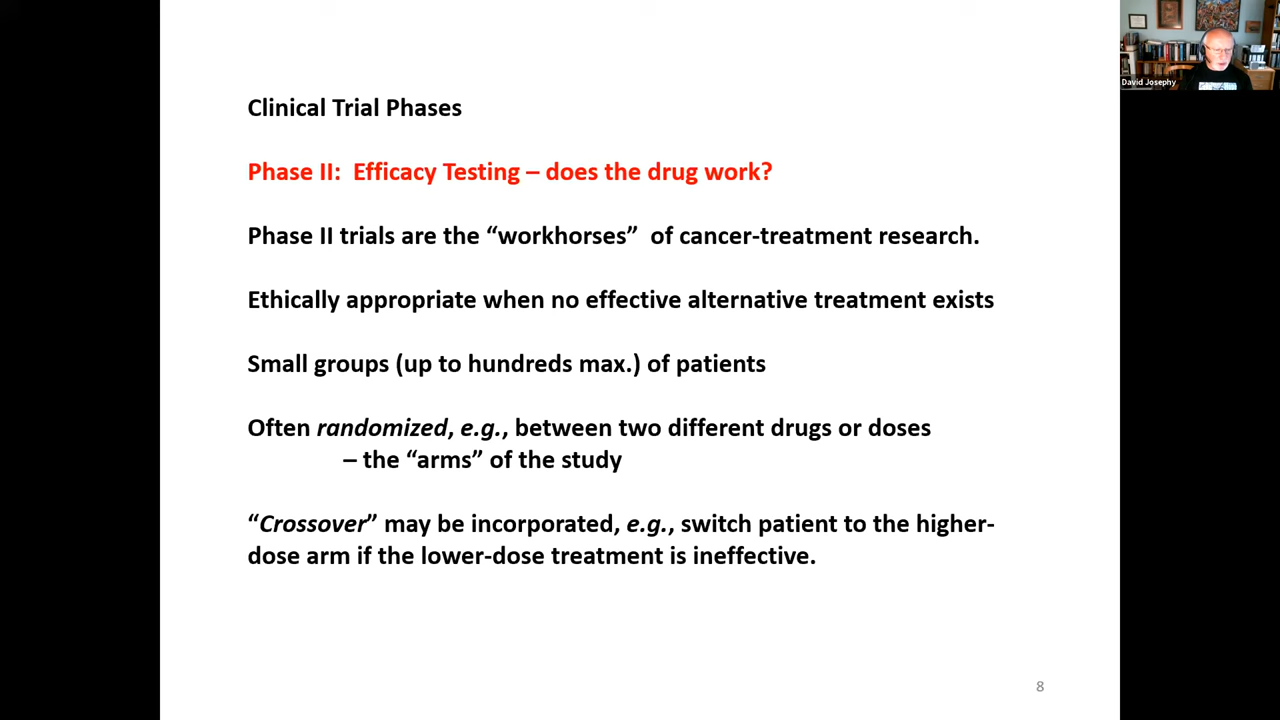 Clinical Trial Phases
Phase II:  Efficacy Testing – does the drug work?
Phase II trials are the “workhorses”  of cancer-treatment research.
Ethically appropriate when no effective alternative treatment exists
Small groups (up to hundreds max.) of patients
Often randomized, e.g., between two different drugs or doses
– the “arms” of the study
“Crossover” may be incorporated, e.g., switch patient to the higher-
dose arm if the lower-dose treatment is ineffective.
8
David Josephy